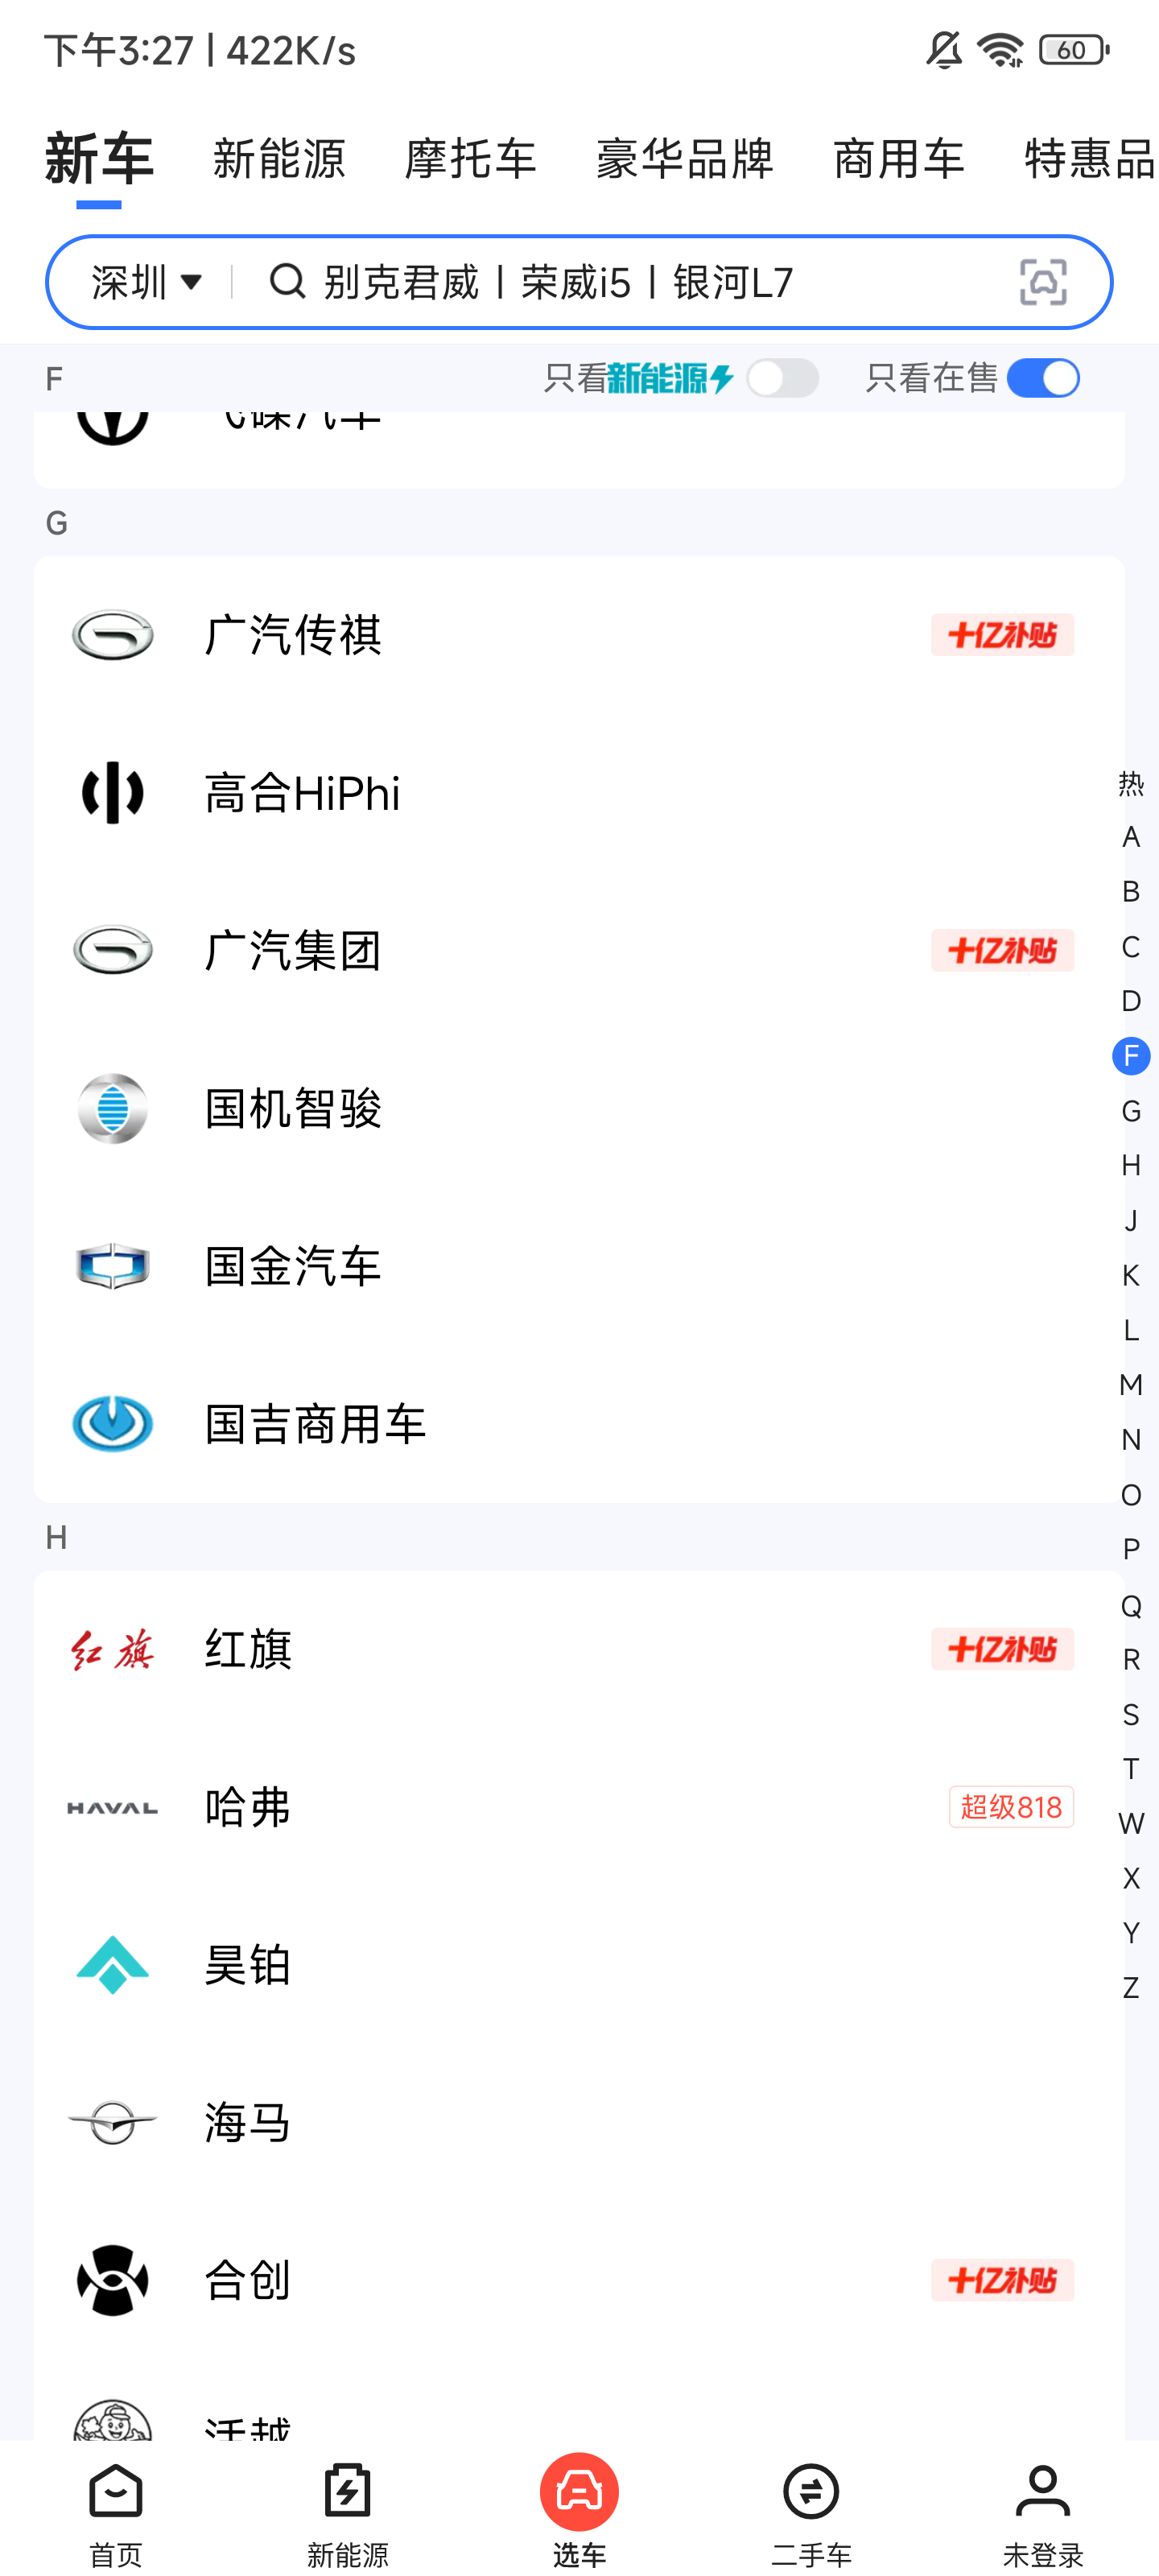 下午3:27 | 422K/s
60
新车 新能源 摩托车 豪华品牌 商用车 特惠品
深圳 别克君威 | 荣威i5 | 银河L7
F 只看新能源 只看在售
G
广汽传祺 十亿补贴
高合HiPhi
广汽集团 十亿补贴
国机智骏
国金汽车
国吉商用车
H
红旗 红旗 十亿补贴
HAVAL 哈弗 超级818
昊铂
海马
合创 十亿补贴
热
A
B
C
D
F
G
H
J
K
L
M
N
O
P
Q
R
S
T
W
X
Y
Z
首页 新能源 选车 二手车 未登录